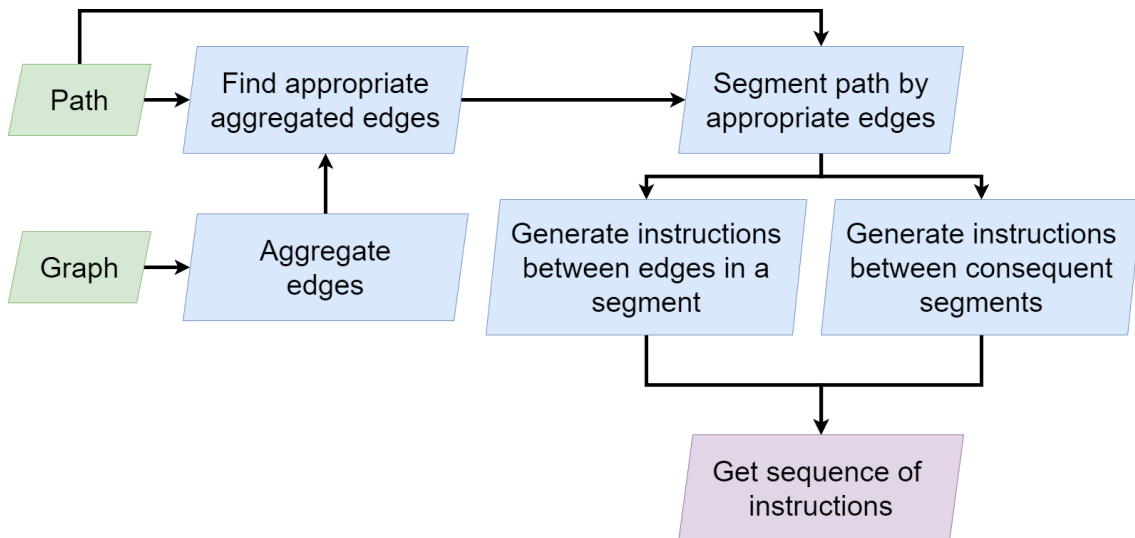 Path
Find appropriate
aggregated edges
Segment path by
appropriate edges
Graph
Aggregate
edges
Generate instructions
between edges in a
segment
Generate instructions
between consequent
segments
Get sequence of
instructions